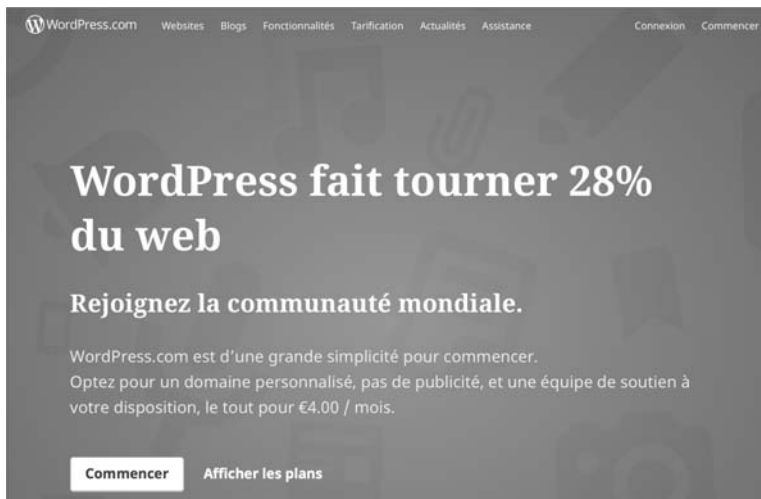 WordPress.com Websites Blogs Fonctionnalités Tarification Actualités Assistance Connexion Commencer
WordPress fait tourner 28%
du web
Rejoignez la communauté mondiale.
WordPress.com est d'une grande simplicité pour commencer.
Optez pour un domaine personnalisé, pas de publicité, et une équipe de soutien à
votre disposition, le tout pour €4.00 / mois.
Commencer Afficher les plans